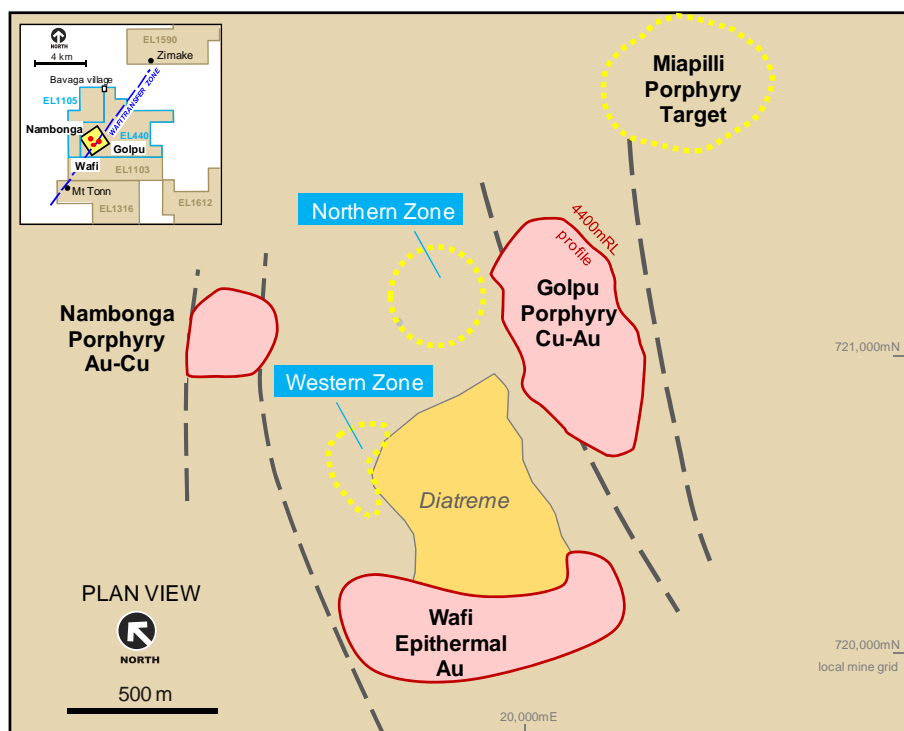 NORTH
4 km
EL1590
Zimake
Bavaga village
EL1105
WAFI TRANSFER ZONE
Nambonga
EL440
Golpu
Wafi
EL1103
Mt Tonn
EL1316
EL1612
Miapilli
Porphyry
Target
Northern Zone
4400mRL
profile
Golpu
Porphyry
Cu-Au
Nambonga
Porphyry
Au-Cu
721,000mN
Western Zone
Diatreme
PLAN VIEW
NORTH
500 m
Wafi
Epithermal
Au
720,000mN
local mine grid
20,000mE